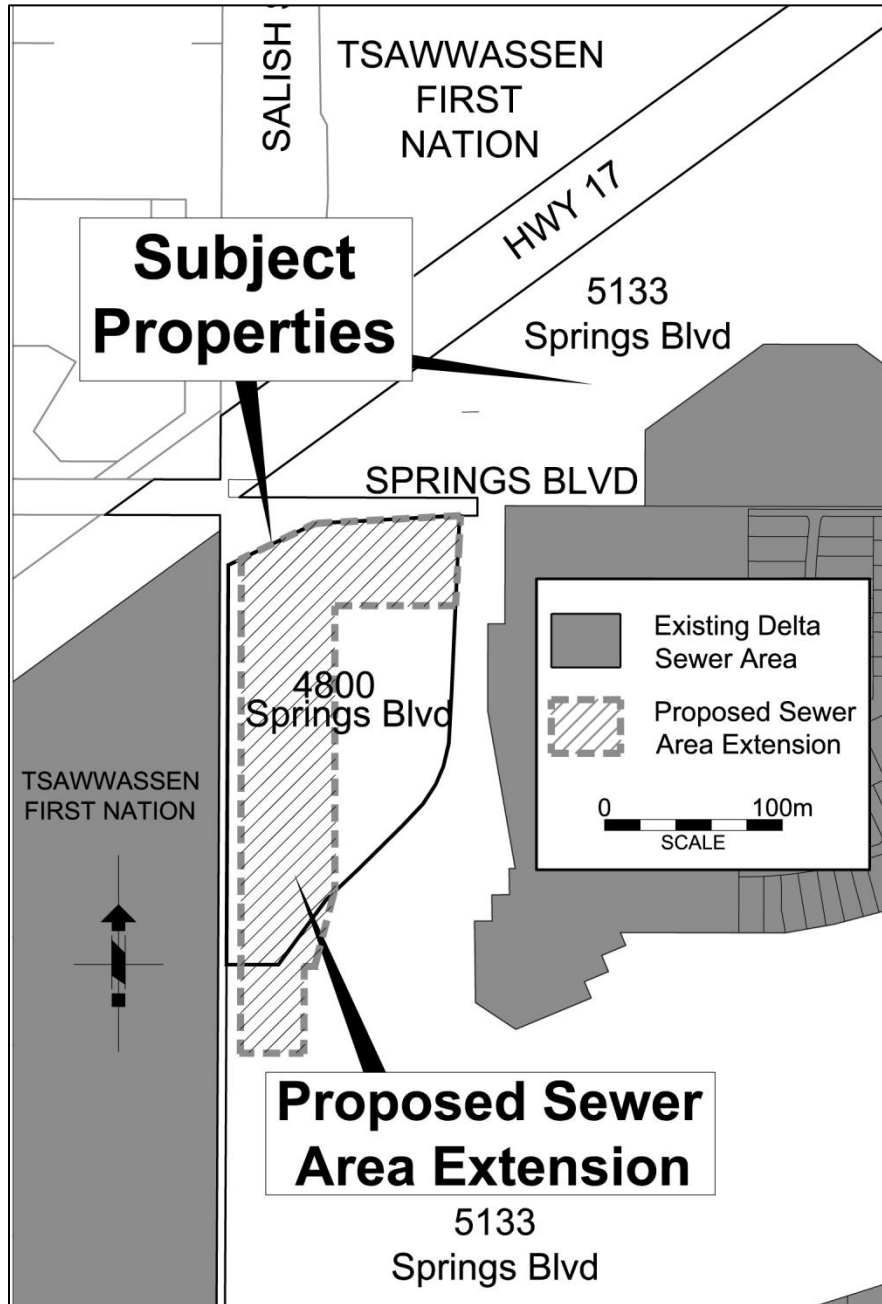 SALISH S
TSAWWASSEN
FIRST
NATION
HWY 17
Subject
Properties
5133
Springs Blvd
SPRINGS BLVD
4800
Springs Blvd
Existing Delta
Sewer Area
Proposed Sewer
Area Extension
0 100m
SCALE
TSAWWASSEN
FIRST NATION
Proposed Sewer
Area Extension
5133
Springs Blvd